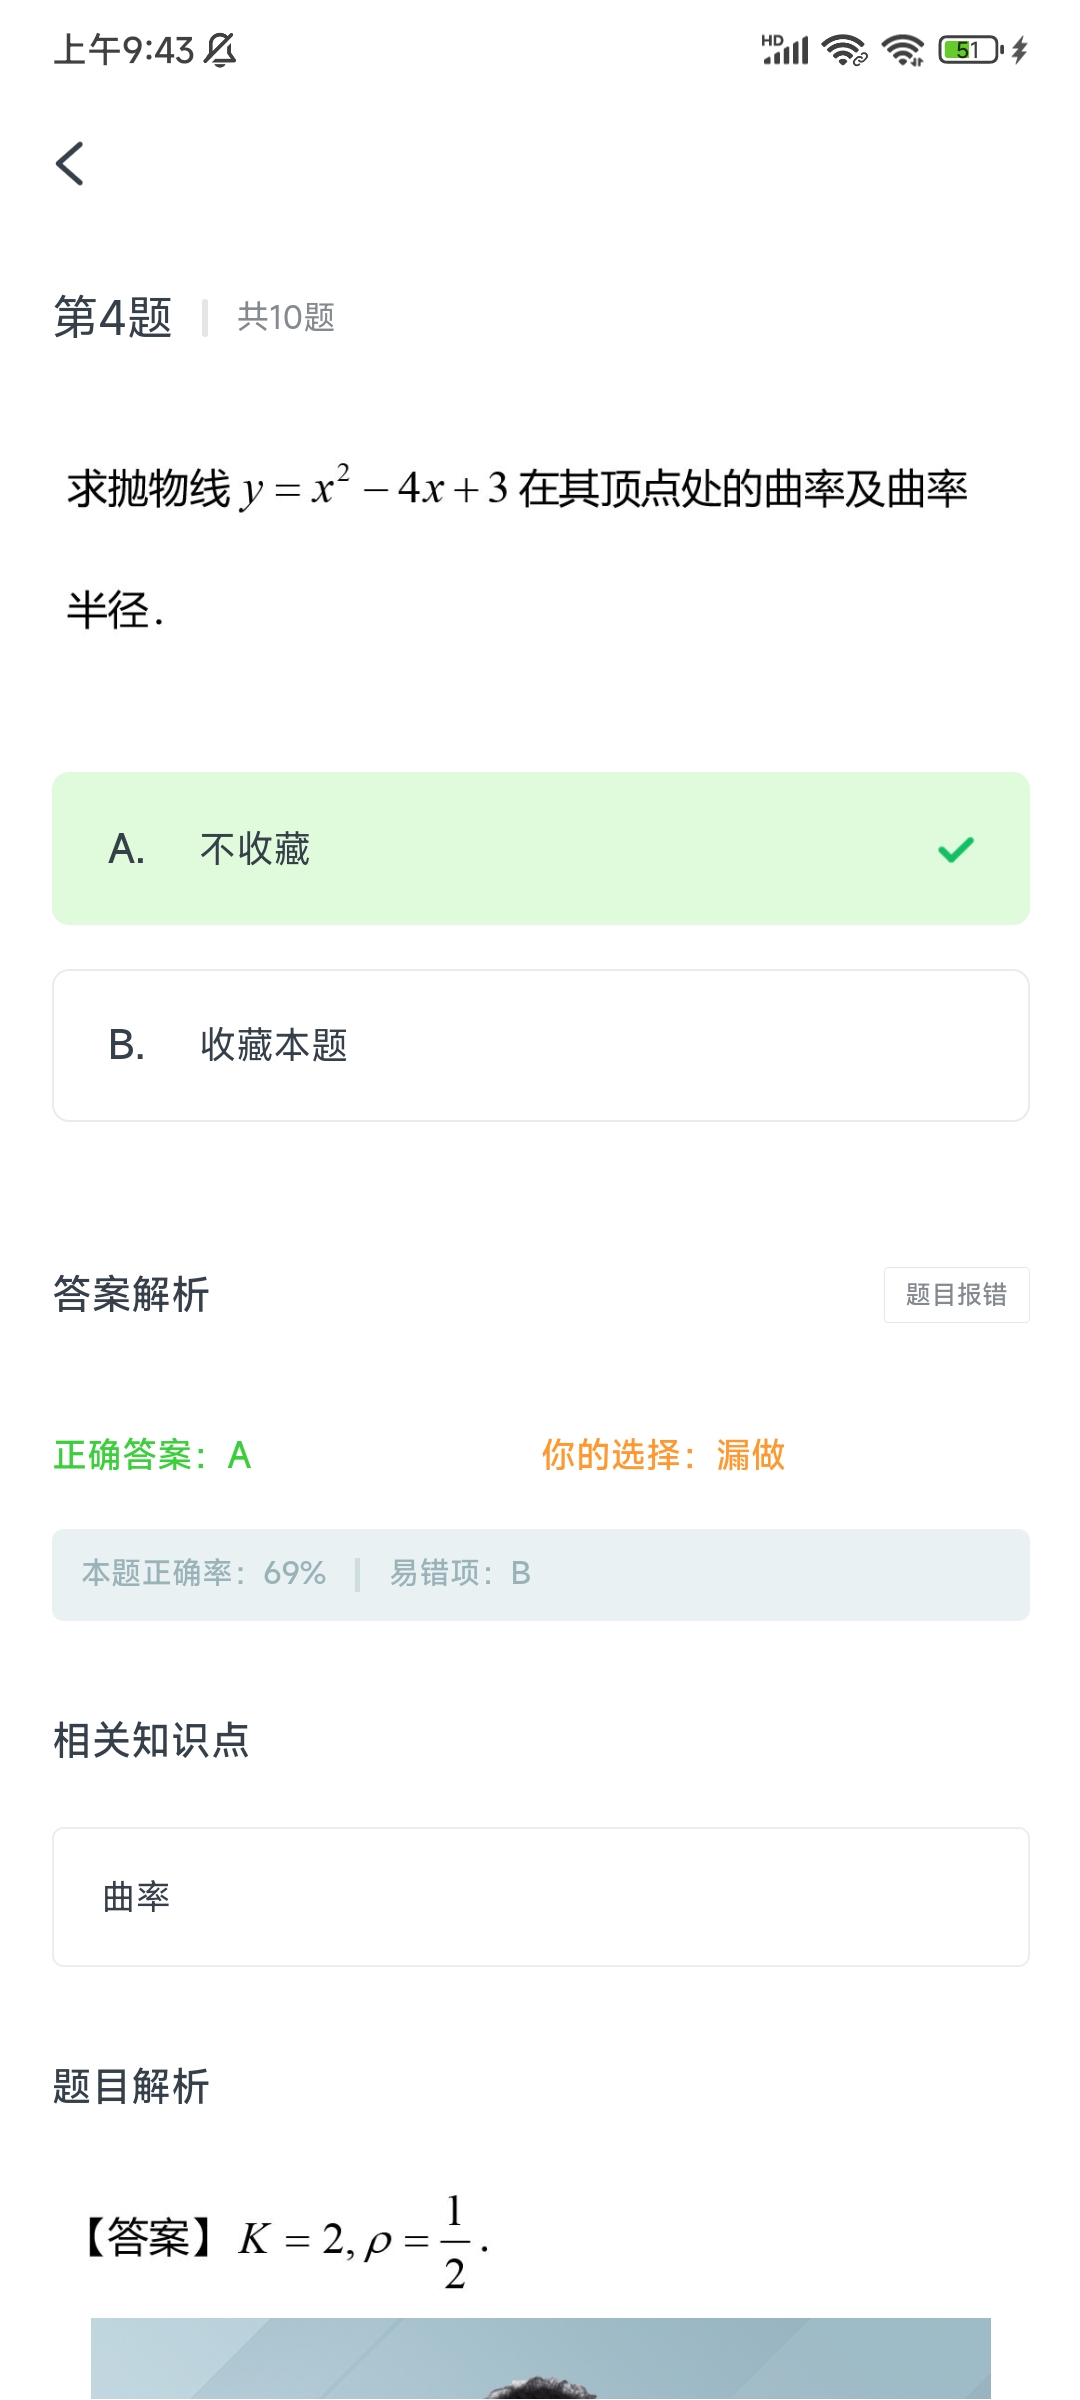 上午9:43
HD
51
第4题
共10题
求抛物线 y = x² − 4x + 3 在其顶点处的曲率及曲率
半径.
A. 不收藏
B. 收藏本题
答案解析
题目报错
正确答案：A
你的选择：漏做
本题正确率：69% | 易错项：B
相关知识点
曲率
题目解析
【答案】K = 2, ρ = 1/2.